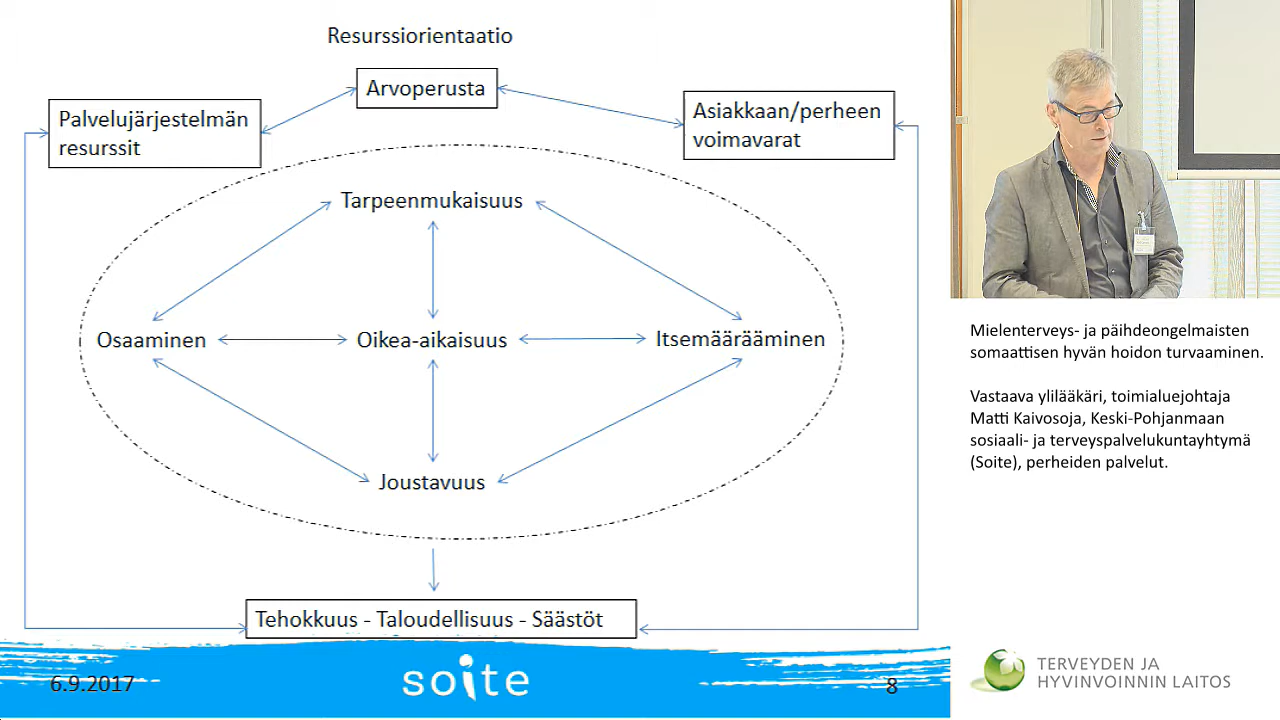 Resurssiorientaatio
Arvoperusta
Palvelujärjestelmän
resurssit
Asiakkaan/perheen
voimavarat
Tarpeenmukaisuus
Osaaminen
Oikea-aikaisuus
Itsemäärääminen
Joustavuus
Tehokkuus - Taloudellisuus - Säästöt
6.9.2017
soite
8
Mielenterveys- ja päihdeongelmaisten
somaattisen hyvän hoidon turvaaminen.
Vastaava ylilääkäri, toimialuejohtaja
Matti Kaivosoja, Keski-Pohjanmaan
sosiaali- ja terveyspalvelukuntayhtymä
(Soite), perheiden palvelut.
TERVEYDEN JA
HYVINVOINNIN LAITOS